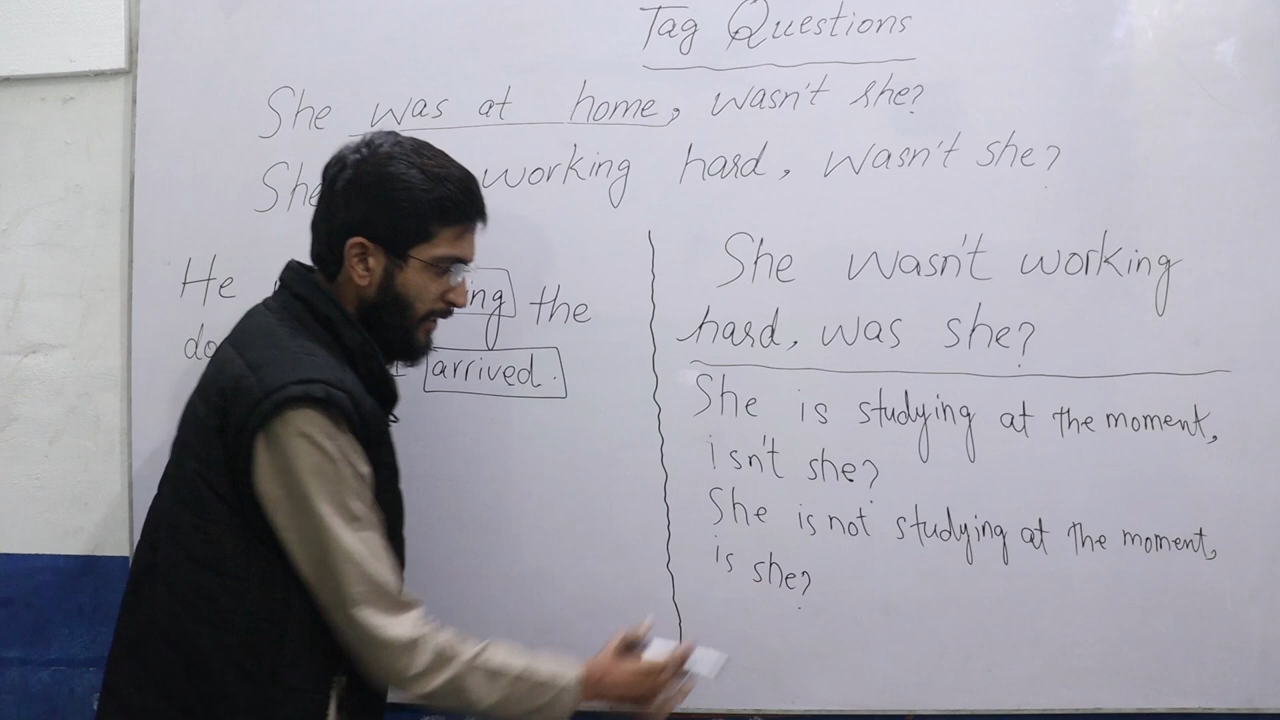 Tag Questions
She was at home, wasn't she?
She working hard, wasn't she?
He ing the
do I arrived.
She wasn't working
hard, was she?
She is studying at the moment,
isn't she?
She is not studying at the moment,
is she?